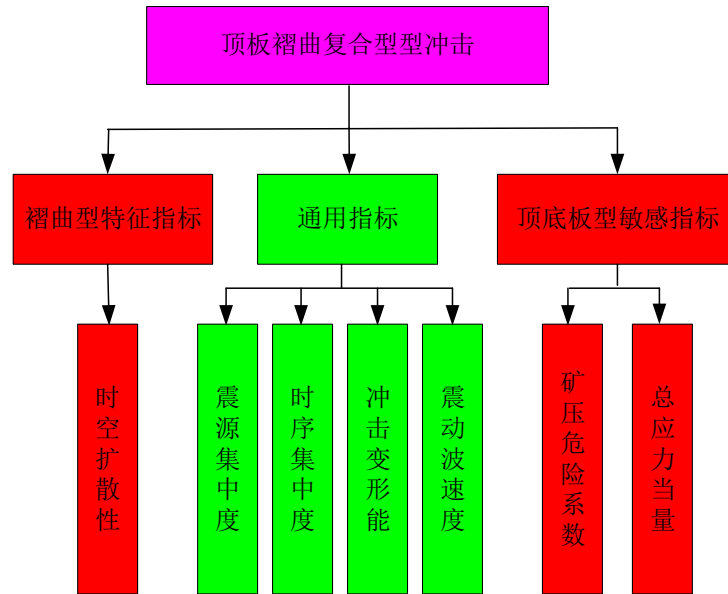 顶板褶曲复合型型冲击
褶曲型特征指标
通用指标
顶底板型敏感指标
时空扩散性
震源集中度
时序集中度
冲击变形能
震动波速度
矿压危险系数
总应力当量